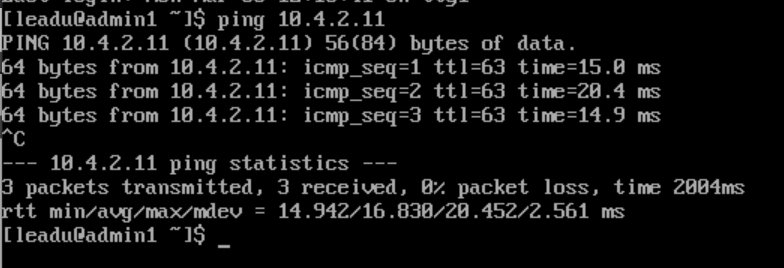 [leadu@admin1 ~]$ ping 10.4.2.11
PING 10.4.2.11 (10.4.2.11) 56(84) bytes of data.
64 bytes from 10.4.2.11: icmp_seq=1 ttl=63 time=15.0 ms
64 bytes from 10.4.2.11: icmp_seq=2 ttl=63 time=20.4 ms
64 bytes from 10.4.2.11: icmp_seq=3 ttl=63 time=14.9 ms
^C
--- 10.4.2.11 ping statistics ---
3 packets transmitted, 3 received, 0% packet loss, time 2004ms
rtt min/avg/max/mdev = 14.942/16.830/20.452/2.561 ms
[leadu@admin1 ~]$ _